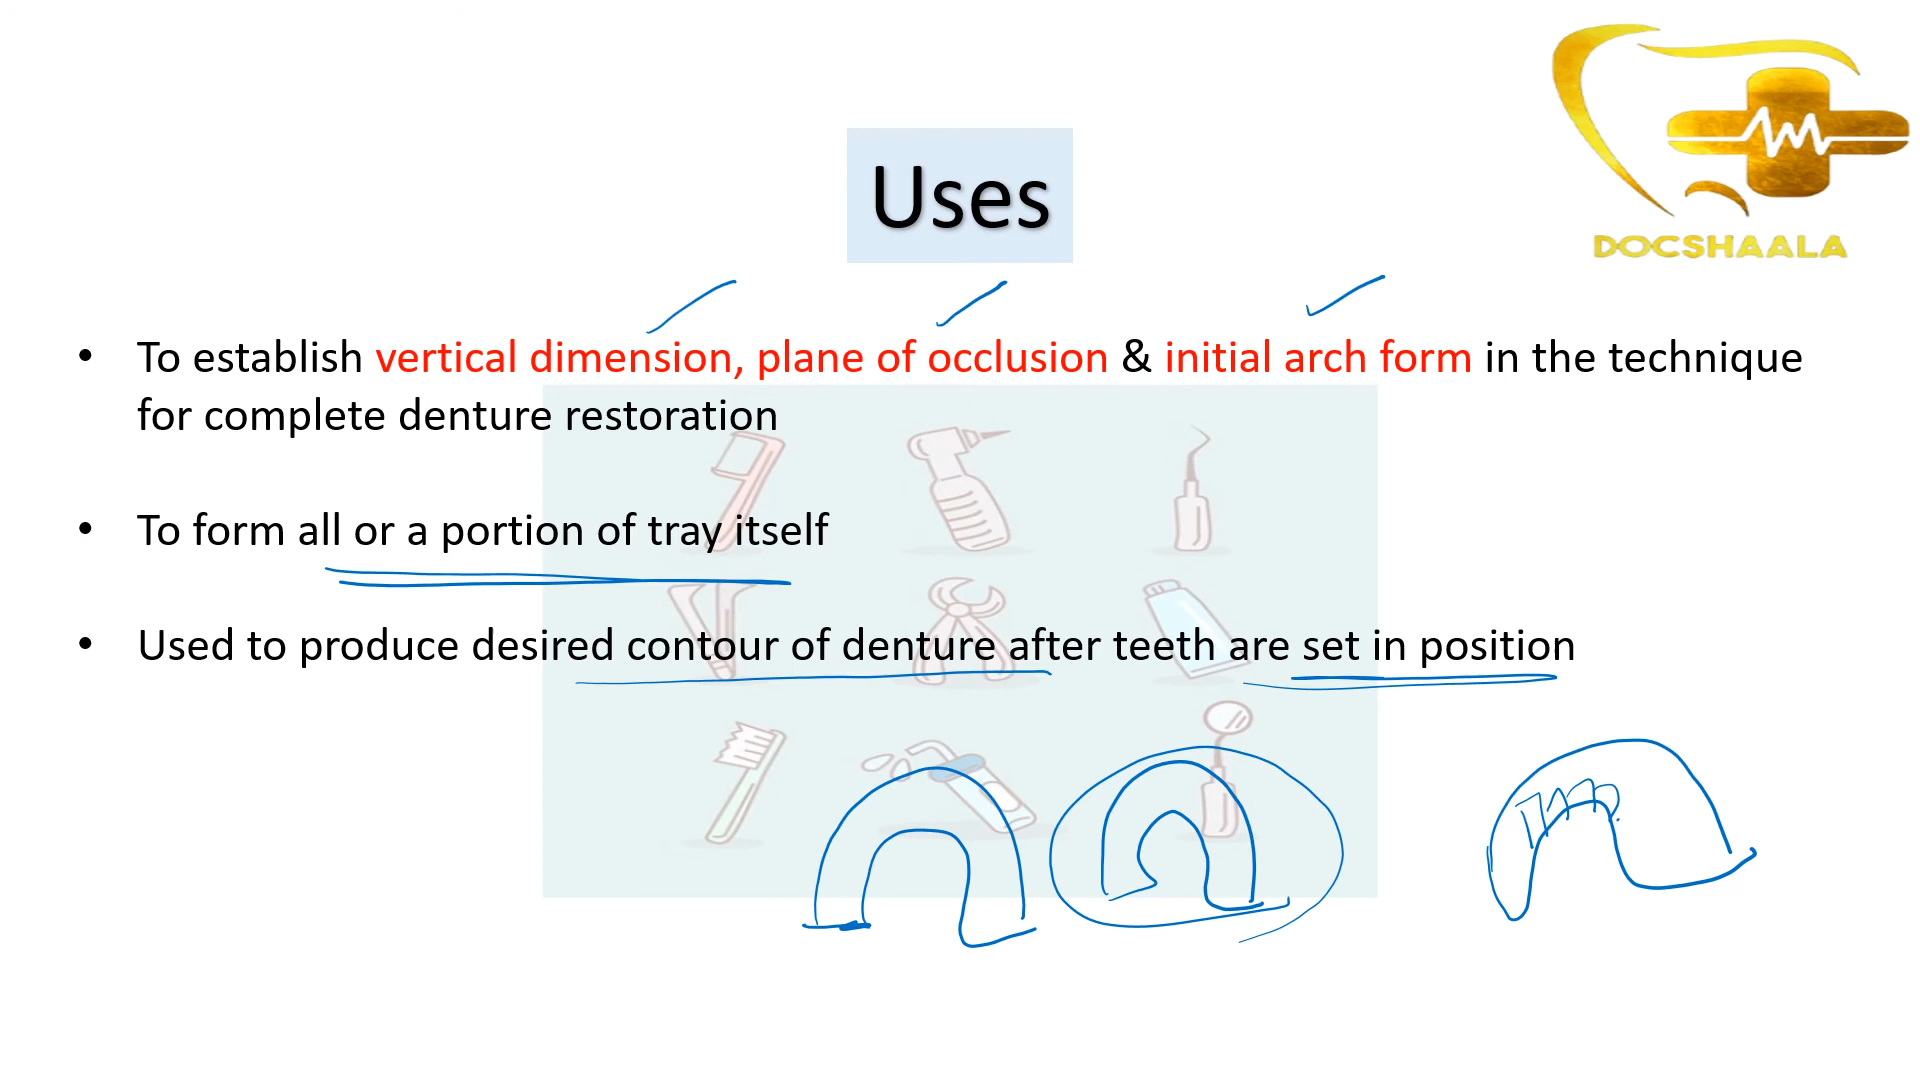 DOCSHAALA
Uses
• To establish vertical dimension, plane of occlusion & initial arch form in the technique
for complete denture restoration
• To form all or a portion of tray itself
• Used to produce desired contour of denture after teeth are set in position